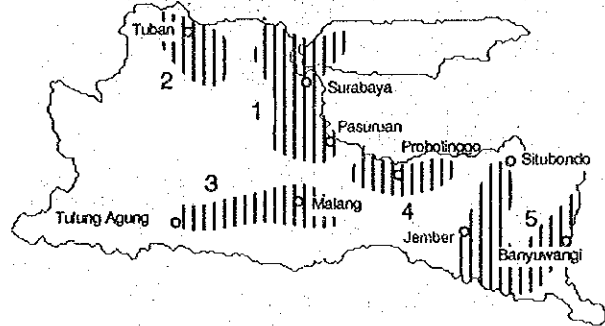 Tuban
2
1
Surabaya
Pasuruan
Probolinggo
Situbondo
3
Malang
Tulung Agung
4
5
Jember
Banyuwangi